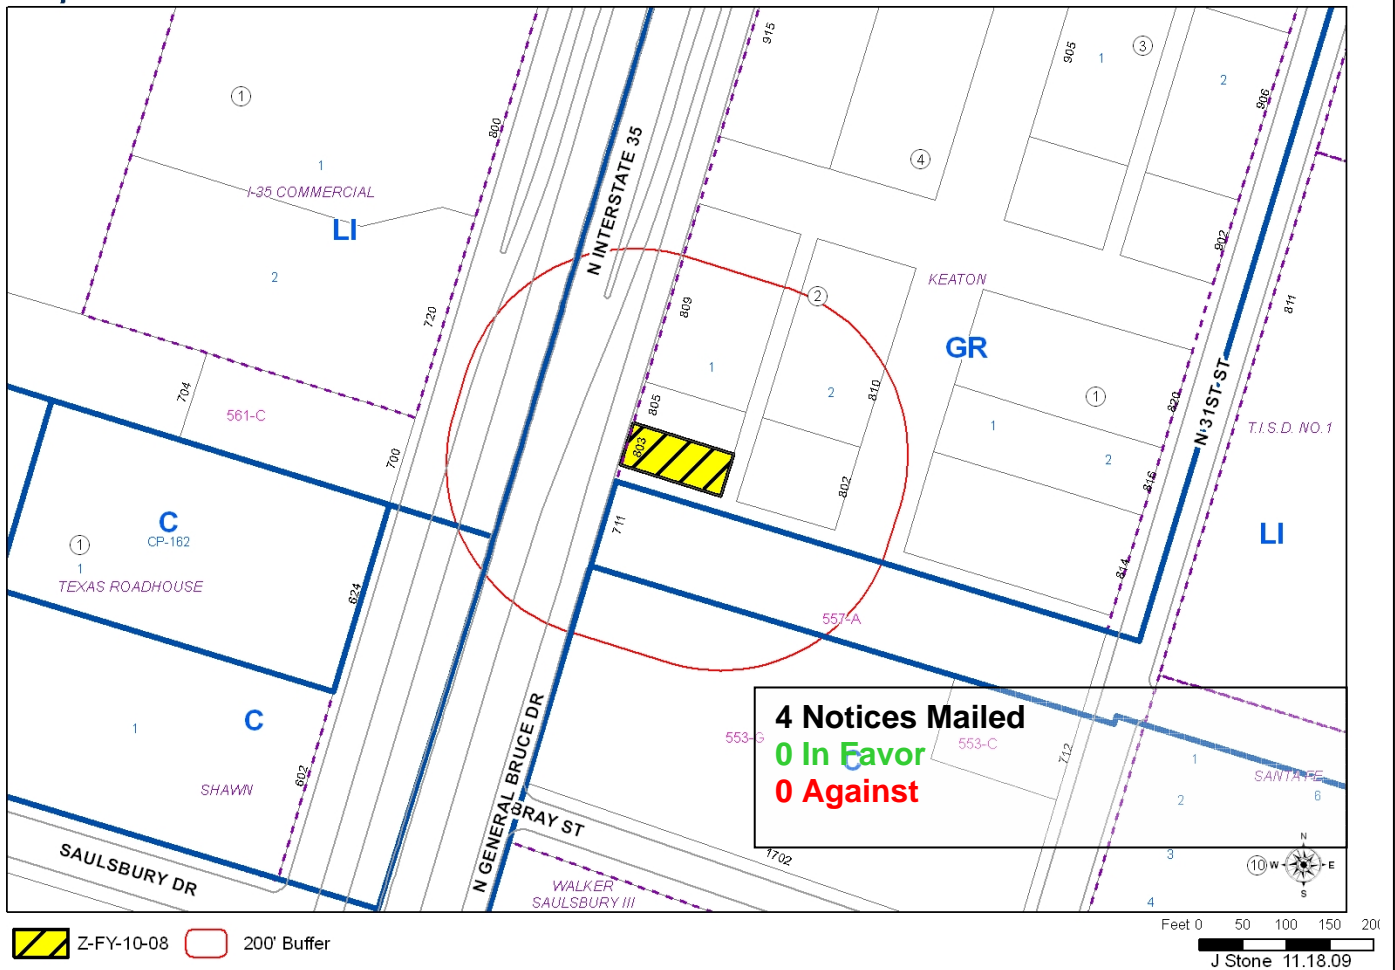 915
905
1
3
2
906
1
800
1
I-35 COMMERCIAL
LI
2
N INTERSTATE 35
4
902
KEATON
811
720
809
2
GR
1
2
810
1
820
N 31ST ST
704
561-C
805
803
1
2
T.I.S.D. NO.1
700
802
816
C
CP-162
1
1
TEXAS ROADHOUSE
624
711
LI
814
557-A
C
1
SHAWN
602
4 Notices Mailed
0 In Favor
0 Against
553-G
C
553-C
712
1
2
SANTA FE
6
3
4
10
N GENERAL BRUCE DR
BRAY ST
1702
SAULSBURY DR
WALKER
SAULSBURY III
N
W
E
S
Z-FY-10-08
200' Buffer
Feet 0 50 100 150
J Stone 11.18.09